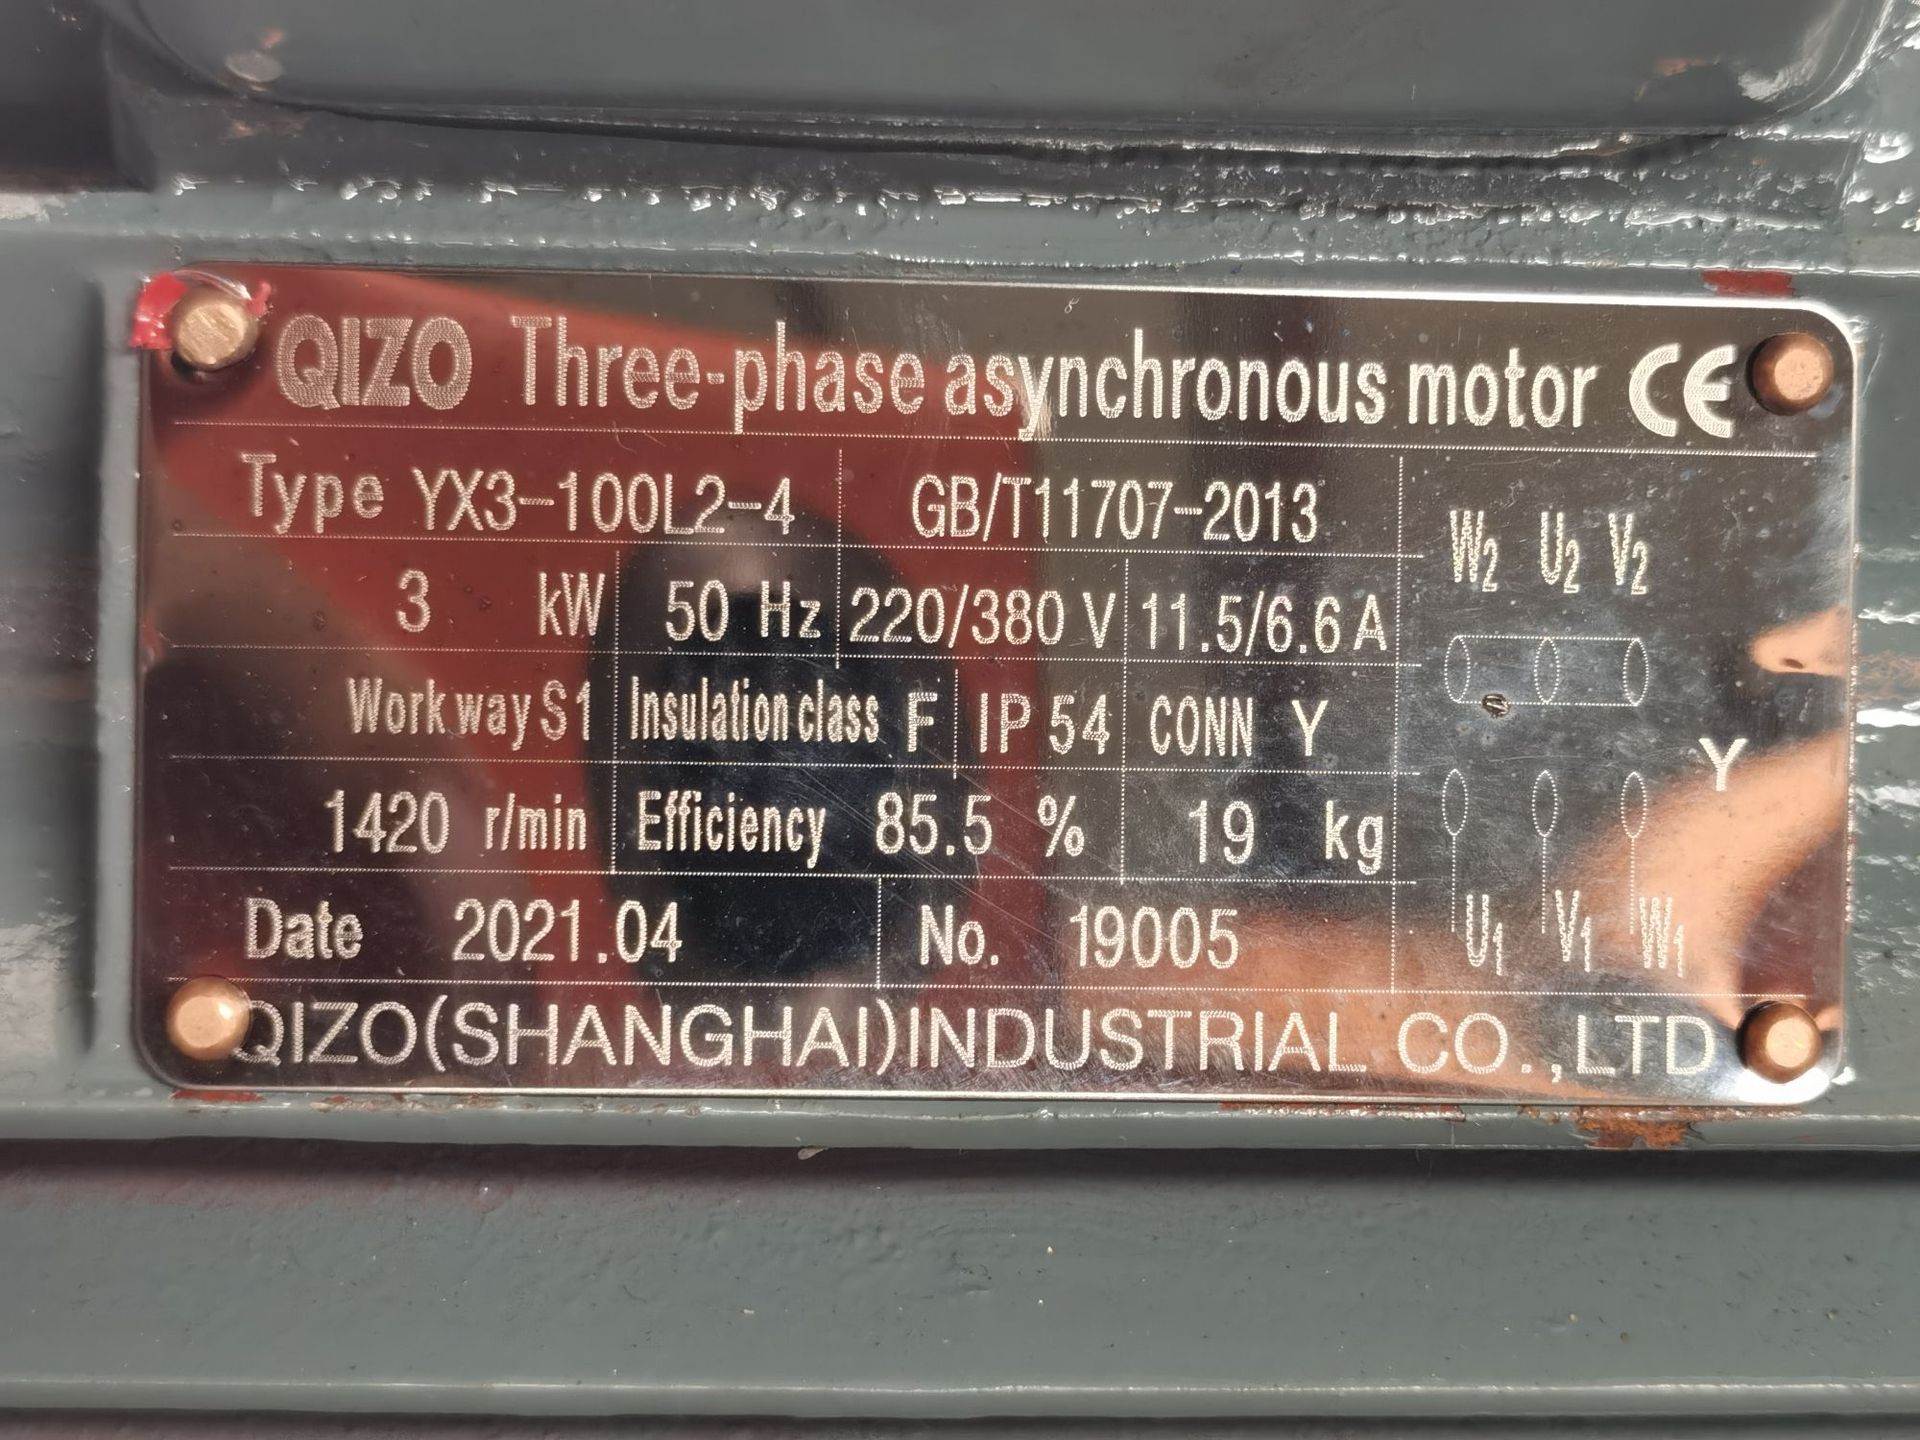 QIZO Three-phase asynchronous motor CE
Type YX3-100L2-4 GB/T11707-2013
W2 U2 V2
3 kW 50 Hz 220/380 V 11.5/6.6 A
Work way S1 Insulation class F IP 54 CONN Y
Y
1420 r/min Efficiency 85.5 % 19 kg
Date 2021.04 No. 19005
U1 V1 W1
QIZO(SHANGHAI)INDUSTRIAL CO.,LTD